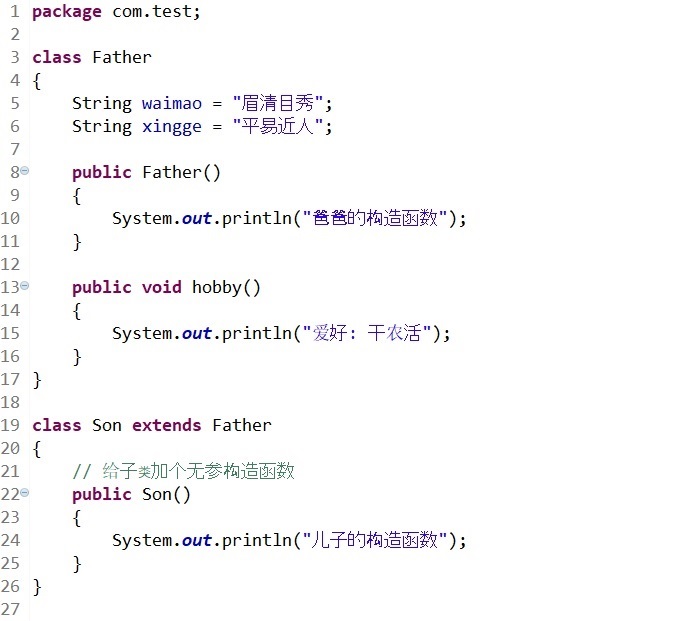 1 package com.test;
2
3 class Father
4 {
5     String waimao = "眉清目秀";
6     String xingge = "平易近人";
7
8     public Father()
9     {
10         System.out.println("爸爸的构造函数");
11     }
12
13     public void hobby()
14     {
15         System.out.println("爱好: 干农活");
16     }
17 }
18
19 class Son extends Father
20 {
21     // 给子类加个无参构造函数
22     public Son()
23     {
24         System.out.println("儿子的构造函数");
25     }
26 }
27